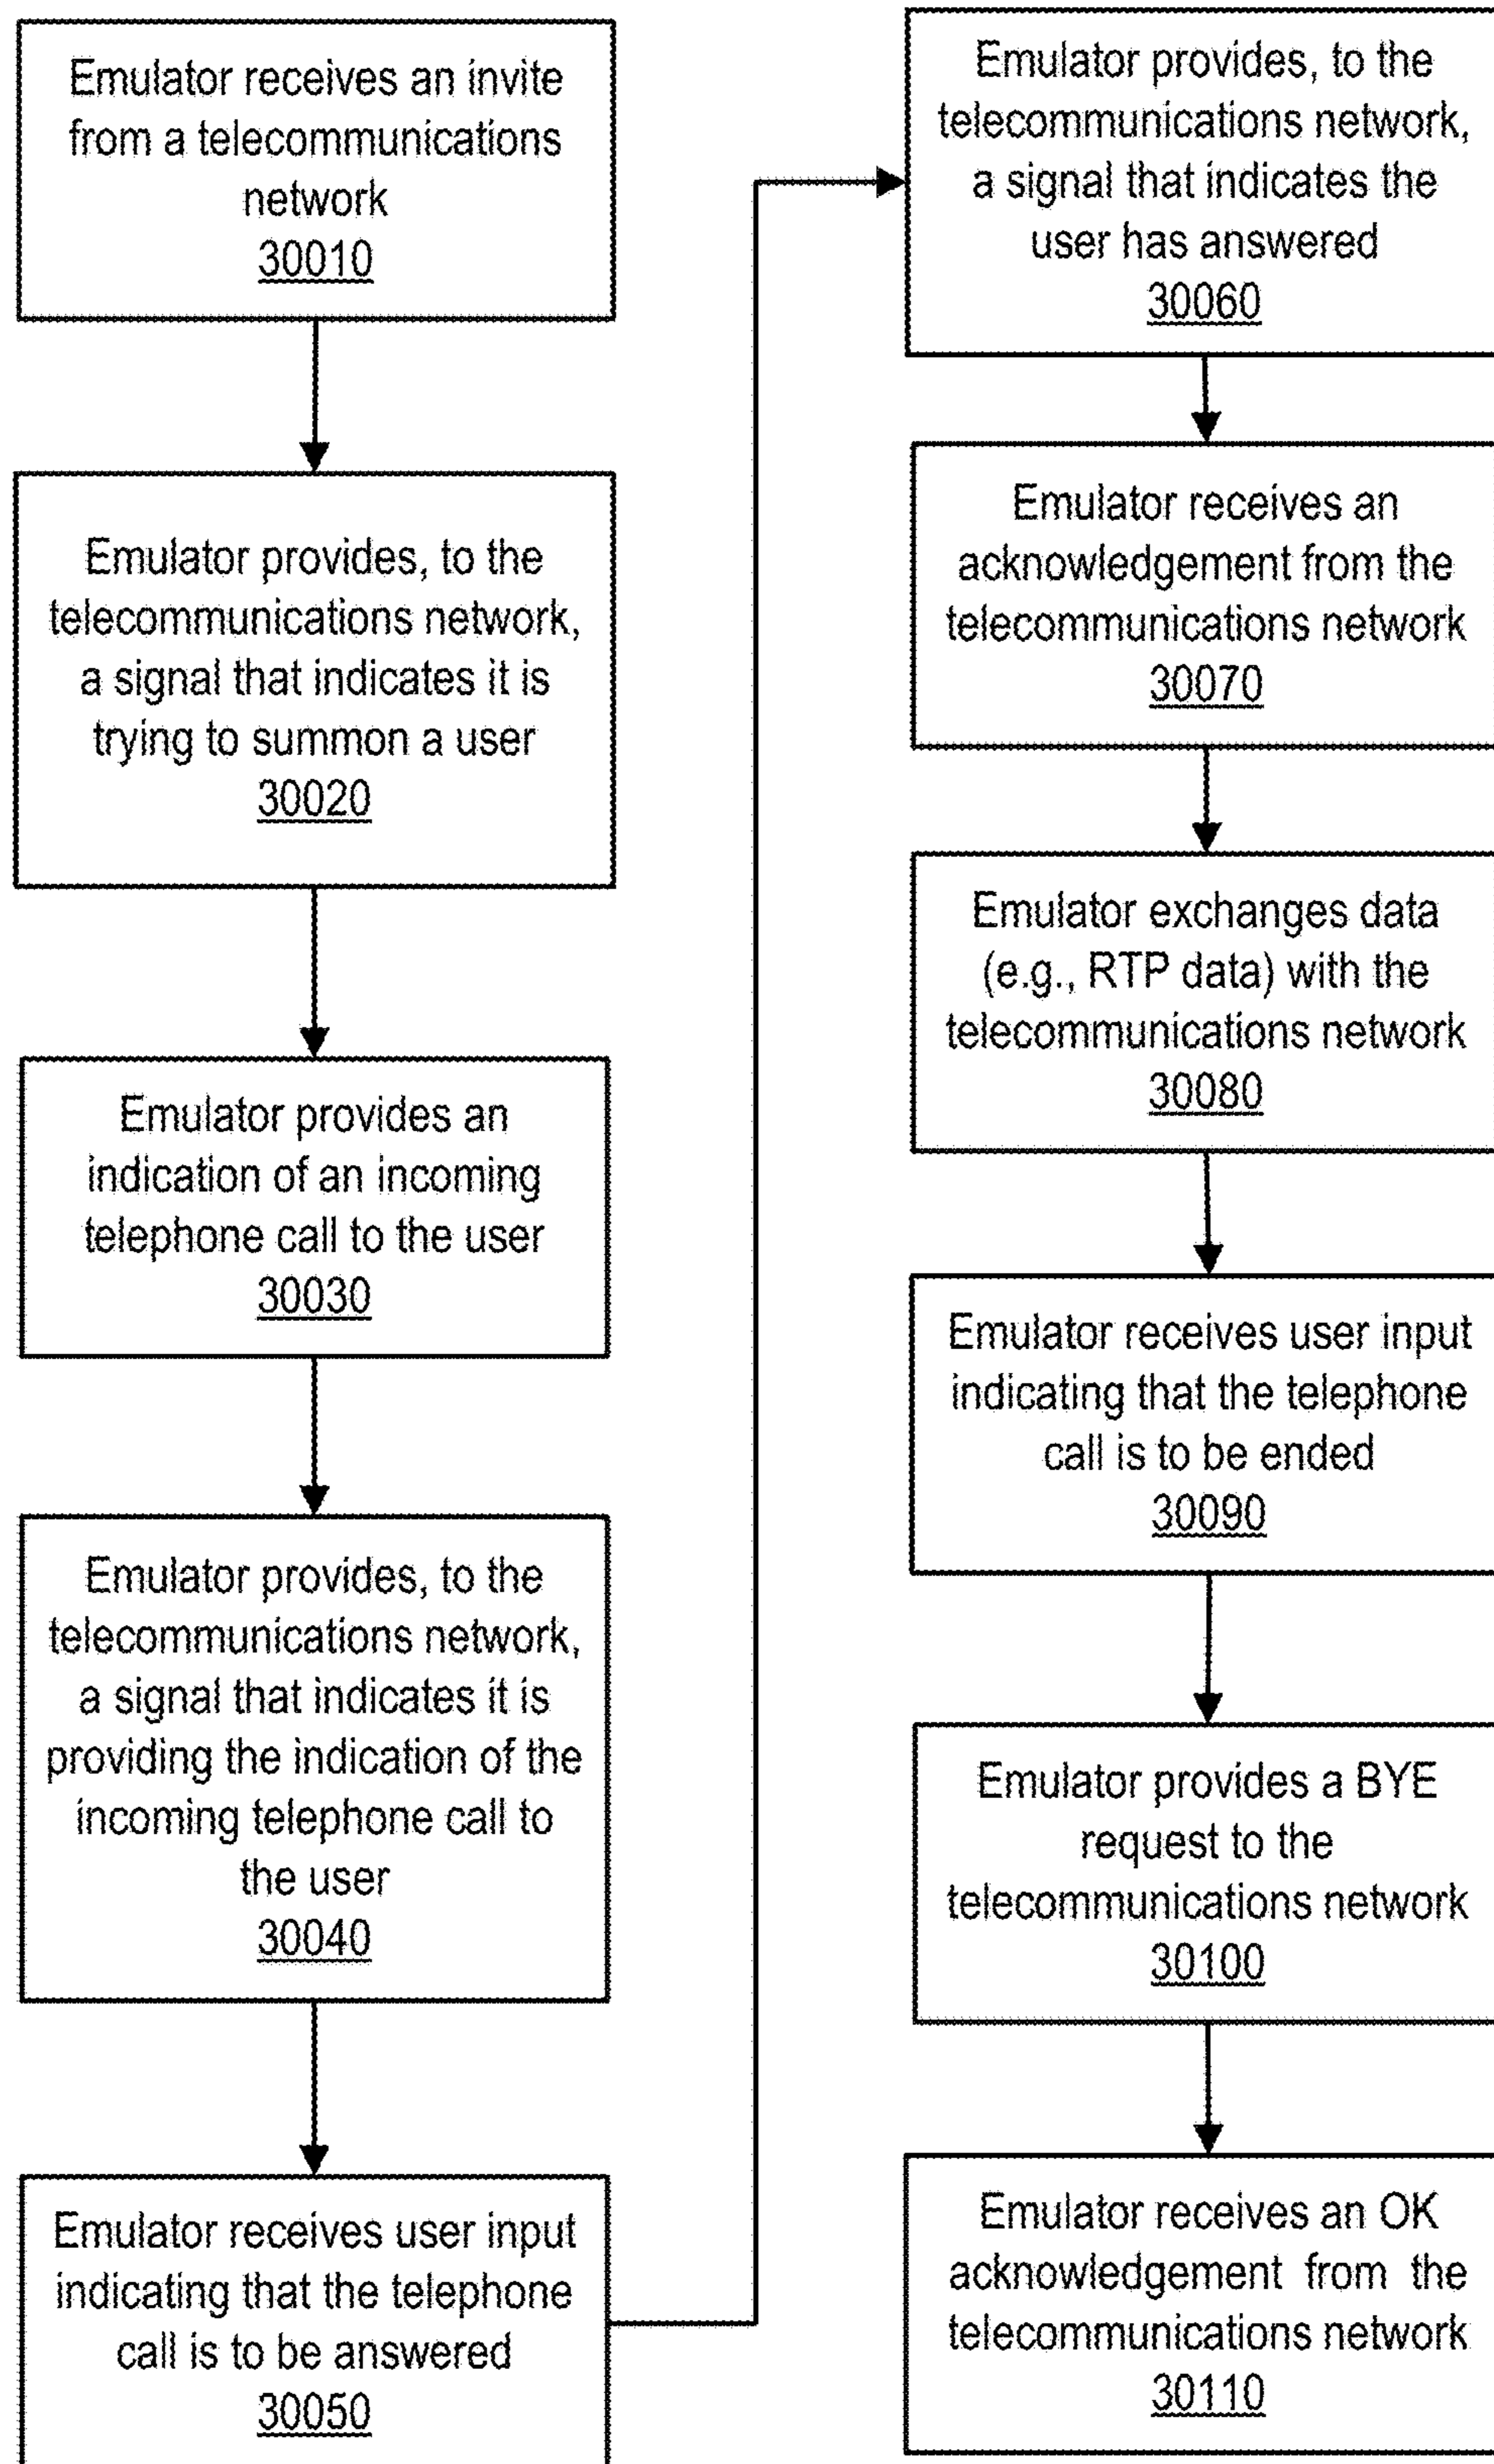 Emulator receives an invite
from a telecommunications
network
30010
Emulator provides, to the
telecommunications network,
a signal that indicates it is
trying to summon a user
30020
Emulator provides an
indication of an incoming
telephone call to the user
30030
Emulator provides, to the
telecommunications network,
a signal that indicates it is
providing the indication of the
incoming telephone call to
the user
30040
Emulator receives user input
indicating that the telephone
call is to be answered
30050
Emulator provides, to the
telecommunications network,
a signal that indicates the
user has answered
30060
Emulator receives an
acknowledgement from the
telecommunications network
30070
Emulator exchanges data
(e.g., RTP data) with the
telecommunications network
30080
Emulator receives user input
indicating that the telephone
call is to be ended
30090
Emulator provides a BYE
request to the
telecommunications network
30100
Emulator receives an OK
acknowledgement from the
telecommunications network
30110